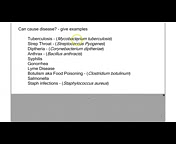 Can cause disease? - give examples
Tuberculosis - (Mycobacterium tuberculosis)
Strep Throat - (Streptococcus Pyogenes)
Diptheria - (Coronebacterium diptheriae)
Anthrax - (Bacillus anthracis)
Syphilis
Gonorrhea
Lyme Disease
Botulism aka Food Poisoning - (Clostridium botulinum)
Salmonella
Staph infections - (Staphylococcus aureus)